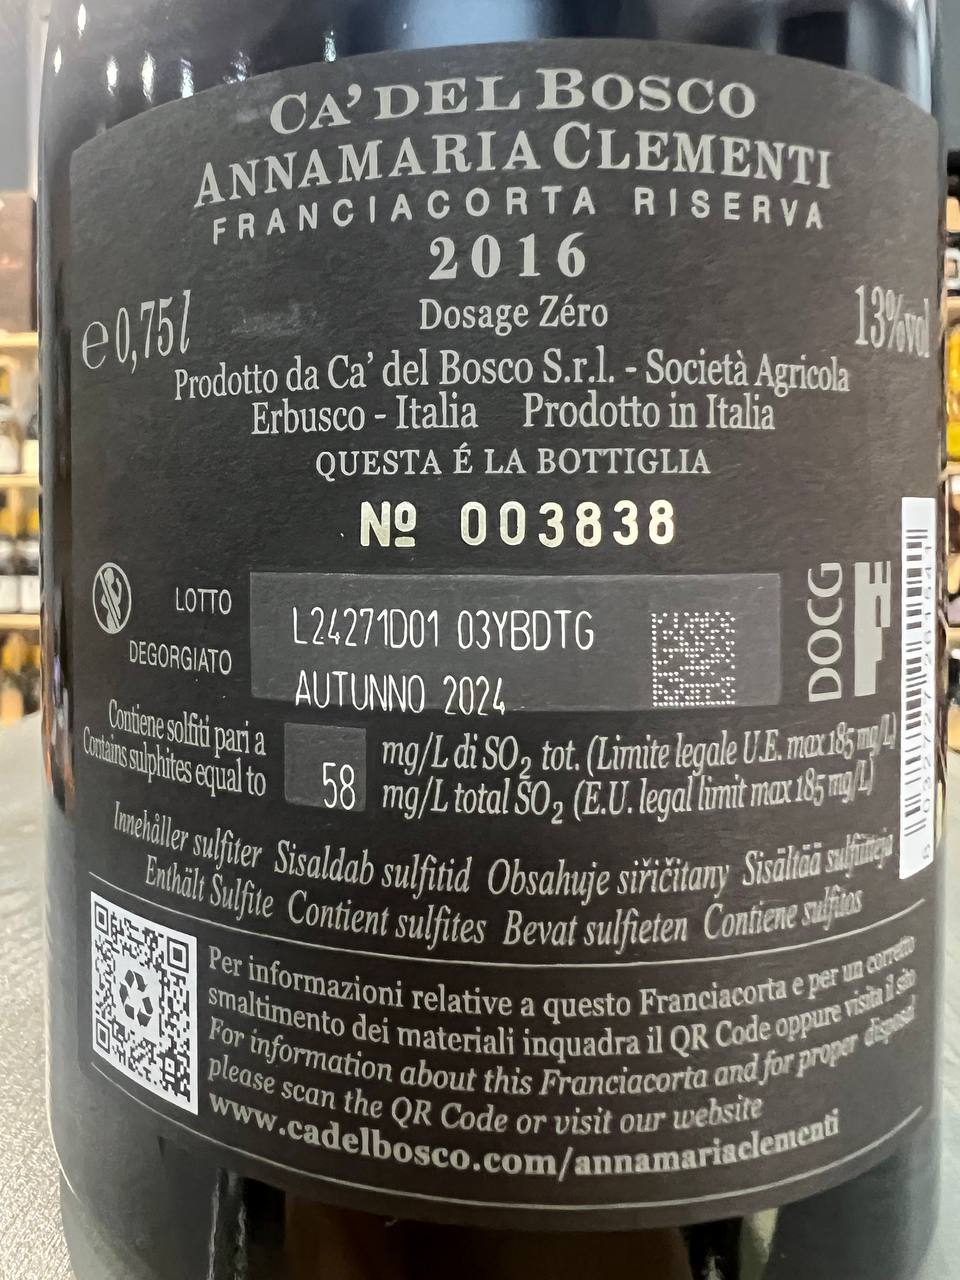 CA' DEL BOSCO
ANNAMARIA CLEMENTI
FRANCIACORTA RISERVA
2016
Dosage Zéro
e 0,75 l
13%vol
Prodotto da Ca' del Bosco S.r.l. - Società Agricola
Erbusco - Italia Prodotto in Italia
QUESTA É LA BOTTIGLIA
Nº 003838
LOTTO L24271D01 03YBDTG
DEGORGIATO AUTUNNO 2024
DOCG
Contiene solfiti pari a 58 mg/L di SO₂ tot. (Limite legale U.E. max 185 mg/L)
Contains sulphites equal to mg/L total SO₂ (E.U. legal limit max 185 mg/L)
Innehåller sulfiter Sisaldab sulfitid Obsahuje siřičitany Sisältää sulfiitteja
Enthält Sulfite Contient sulfites Bevat sulfieten Contiene sulfitos
Per informazioni relative a questo Franciacorta e per un corretto
smaltimento dei materiali inquadra il QR Code oppure visita il sito
For information about this Franciacorta and for proper disposal
please scan the QR Code or visit our website
www.cadelbosco.com/annamariaclementi